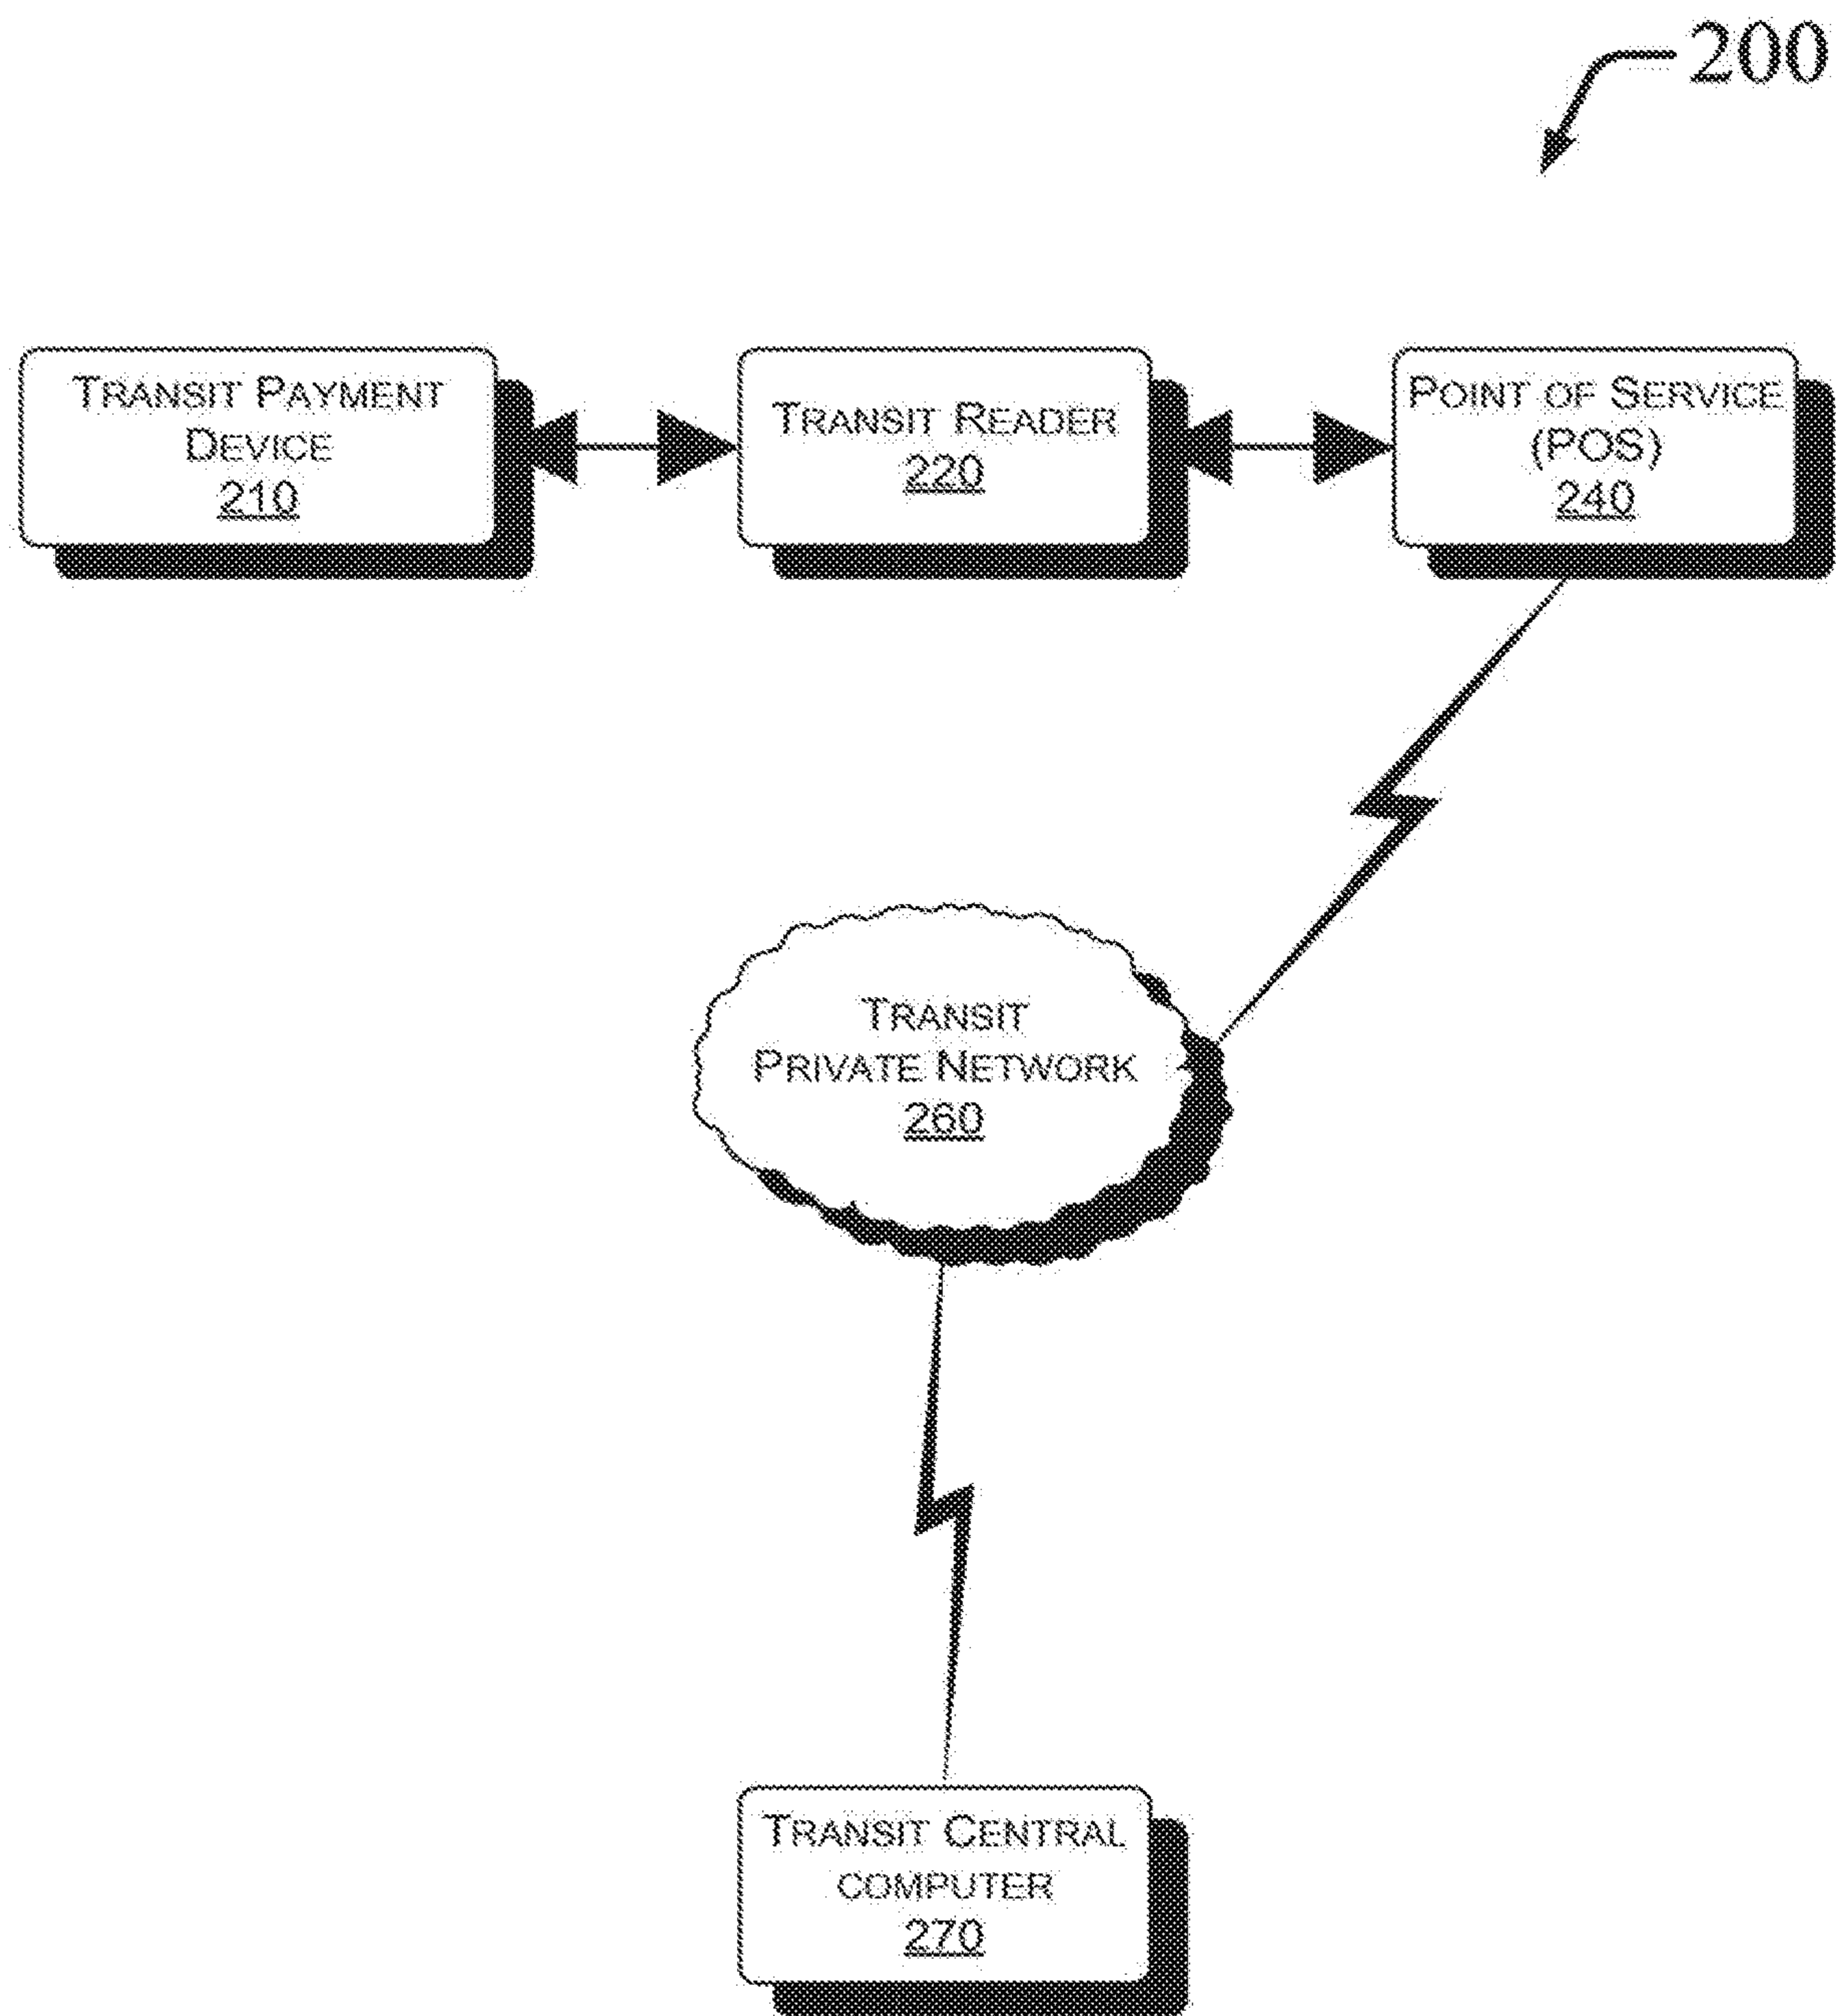 200
TRANSIT PAYMENT
DEVICE
210
TRANSIT READER
220
POINT OF SERVICE
(POS)
240
TRANSIT
PRIVATE NETWORK
260
TRANSIT CENTRAL
COMPUTER
270